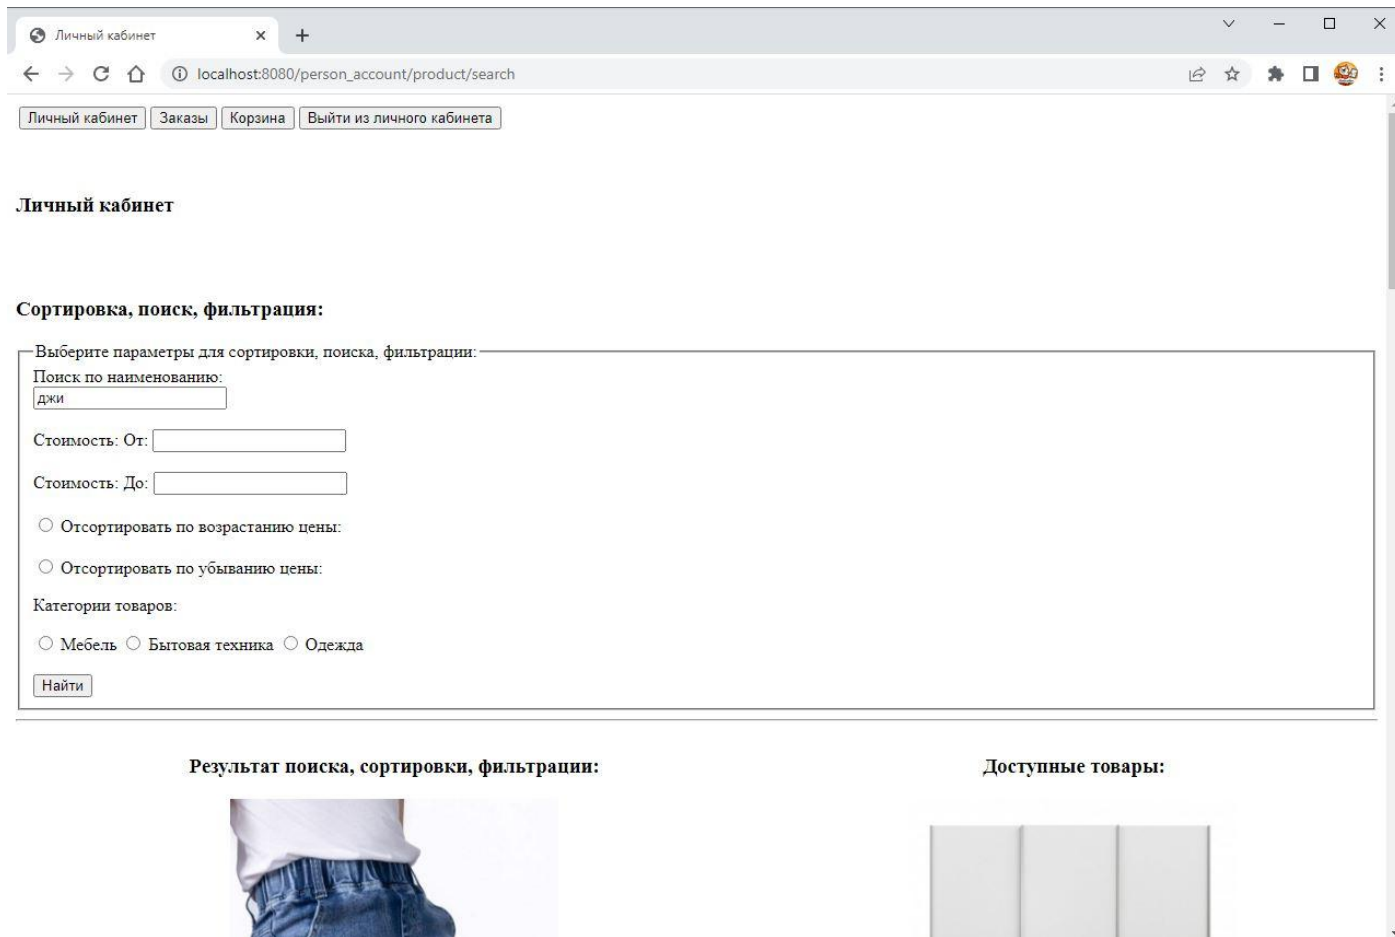 Личный кабинет
localhost:8080/person_account/product/search
Личный кабинет Заказы Корзина Выйти из личного кабинета
Личный кабинет
Сортировка, поиск, фильтрация:
Выберите параметры для сортировки, поиска, фильтрации:
Поиск по наименованию:
джи
Стоимость: От:
Стоимость: До:
Отсортировать по возрастанию цены:
Отсортировать по убыванию цены:
Категории товаров:
Мебель Бытовая техника Одежда
Найти
Результат поиска, сортировки, фильтрации: Доступные товары: